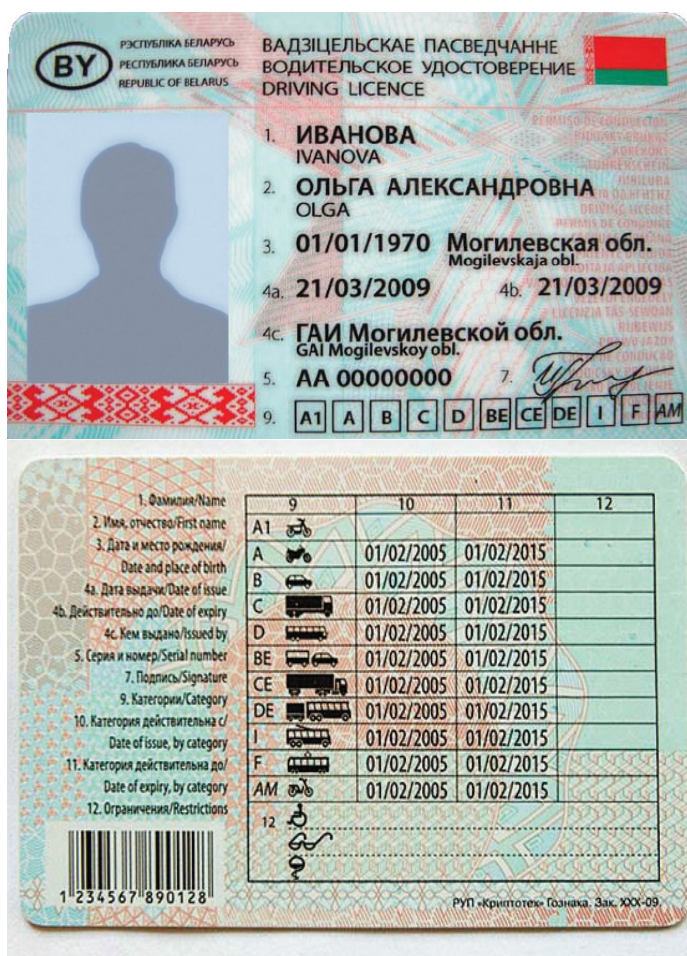 BY
РЭСПУБЛІКА БЕЛАРУСЬ
РЕСПУБЛИКА БЕЛАРУСЬ
REPUBLIC OF BELARUS
ВАДЗІЦЕЛЬСКАЕ ПАСВЕДЧАННЕ
ВОДИТЕЛЬСКОЕ УДОСТОВЕРЕНИЕ
DRIVING LICENCE
1. ИВАНОВА
IVANOVA
2. ОЛЬГА АЛЕКСАНДРОВНА
OLGA
3. 01/01/1970 Могилевская обл.
Mogilevskaja obl.
4a. 21/03/2009 4b. 21/03/2009
4c. ГАИ Могилевской обл.
GAI Mogilevskoy obl.
5. AA 00000000 7.
9. A1 A B C D BE CE DE I F AM
DRIVING LICENCE
PERMIS DE CONDUIRE
1. Фамилия/Name
2. Имя, отчество/First name
3. Дата и место рождения/
Date and place of birth
4a. Дата выдачи/Date of issue
4b. Действительно до/Date of expiry
4c. Кем выдано/Issued by
5. Серия и номер/Serial number
7. Подпись/Signature
9. Категории/Category
10. Категория действительна с/
Date of issue, by category
11. Категория действительна до/
Date of expiry, by category
12. Ограничения/Restrictions
9 10 11 12
A1
A 01/02/2005 01/02/2015
B 01/02/2005 01/02/2015
C 01/02/2005 01/02/2015
D 01/02/2005 01/02/2015
BE 01/02/2005 01/02/2015
CE 01/02/2005 01/02/2015
DE 01/02/2005 01/02/2015
I 01/02/2005 01/02/2015
F 01/02/2005 01/02/2015
AM 01/02/2005 01/02/2015
12
1 234567 890128
РУП «Криптотех» Гознака. Зак. XXX-09.